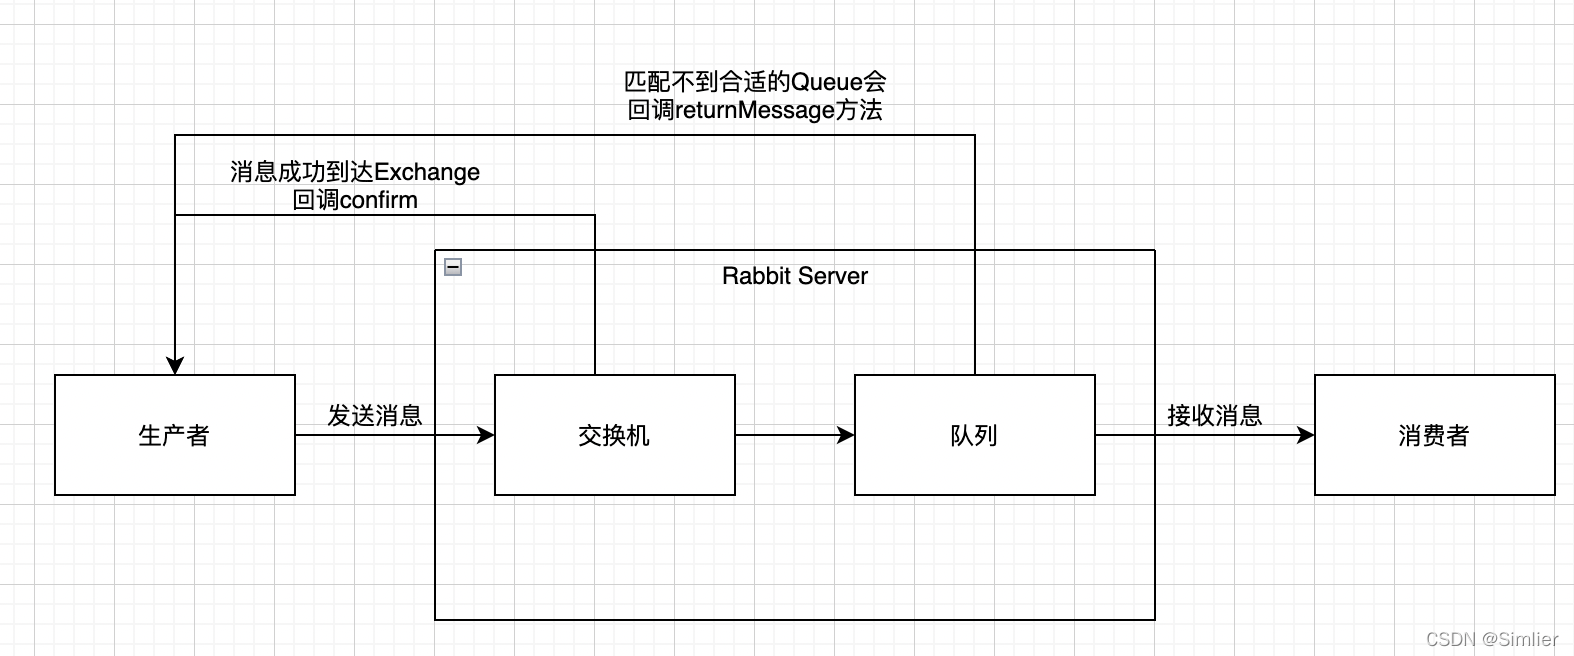 匹配不到合适的Queue会
回调returnMessage方法
消息成功到达Exchange
回调confirm
Rabbit Server
生产者
发送消息
交换机
队列
接收消息
消费者
CSDN @Simlier